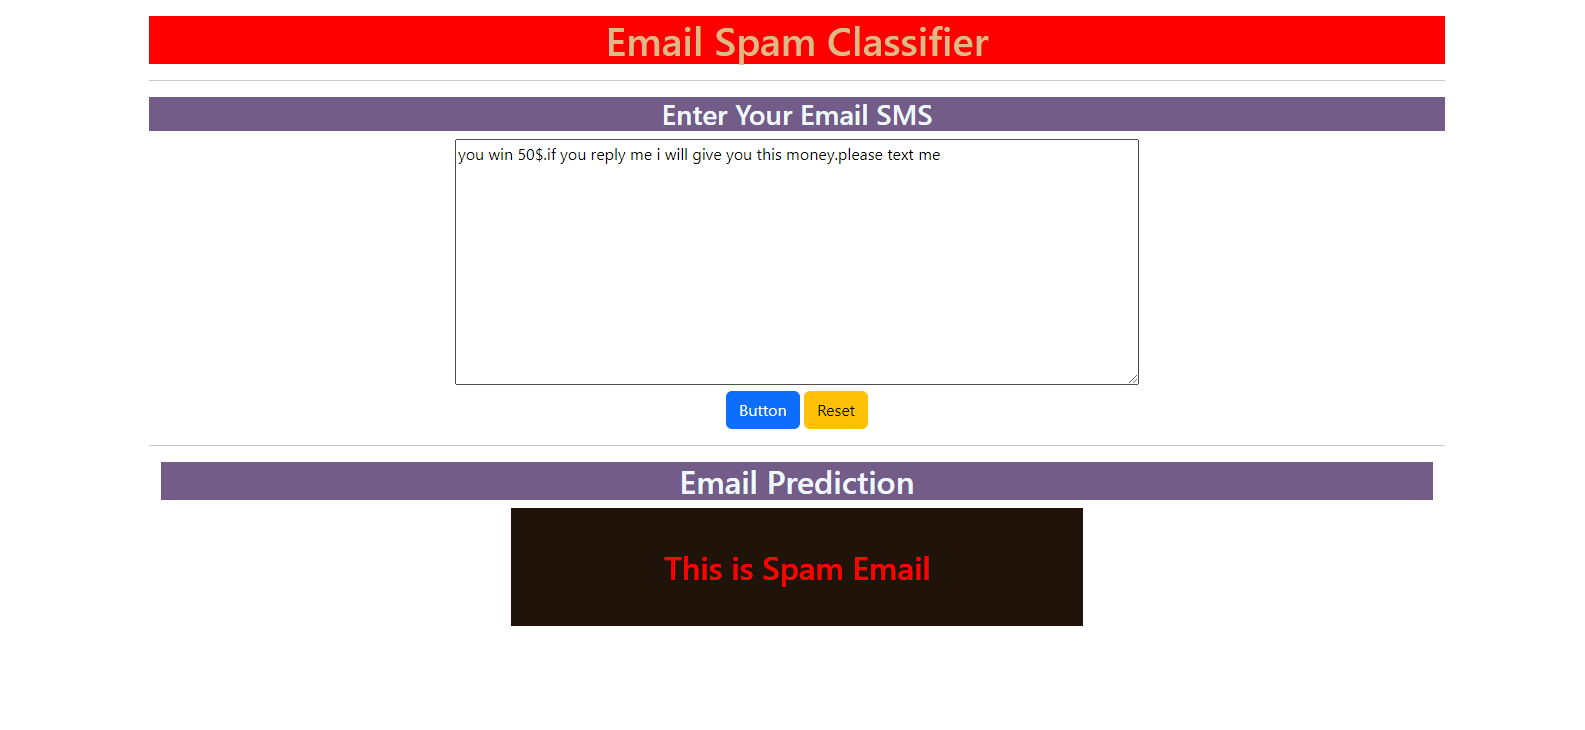 Email Spam Classifier
Enter Your Email SMS
you win 50$.if you reply me i will give you this money.please text me
Button Reset
Email Prediction
This is Spam Email